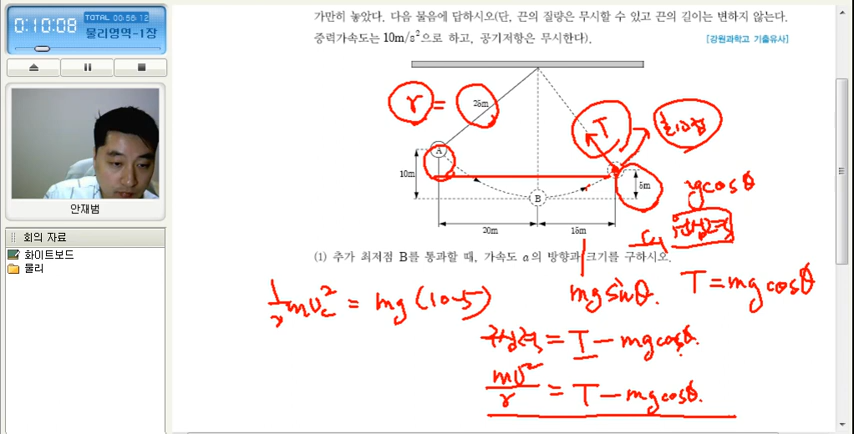 0:10:08
TOTAL 00:56:12
물리영역-1장
안재범
회의 자료
화이트보드
물리
가만히 놓았다. 다음 물음에 답하시오(단, 끈의 질량은 무시할 수 있고 끈의 길이는 변하지 않는다.
중력가속도는 10m/s²으로 하고, 공기저항은 무시한다).
[강원과학고 기출유사]
r = 25m
T
A
10m
5m
B
mgcosθ
20m
15m
구심력
(1) 추가 최저점 B를 통과할 때, 가속도 a의 방향과 크기를 구하시오.
½mv_c² = mg(10-5)
mgsinθ.
T=mgcosθ
구심력 = T - mgcosθ.
mv²/r = T - mgcosθ.